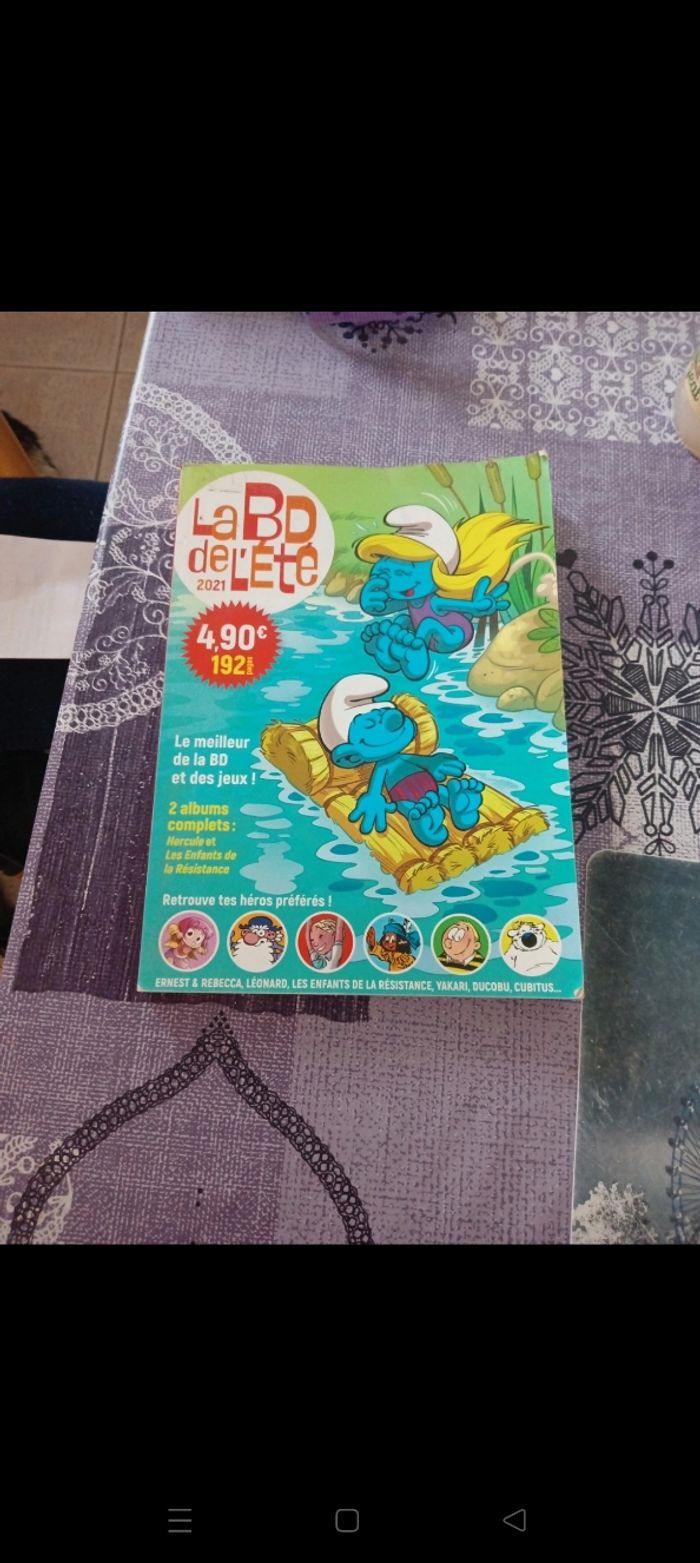 La BD
de l'Été
2021
4,90€
192 pages
Le meilleur
de la BD
et des jeux !
2 albums
complets :
Hercule et
Les Enfants de
la Résistance
Retrouve tes héros préférés !
ERNEST & REBECCA, LÉONARD, LES ENFANTS DE LA RÉSISTANCE, YAKARI, DUCOBU, CUBITUS...